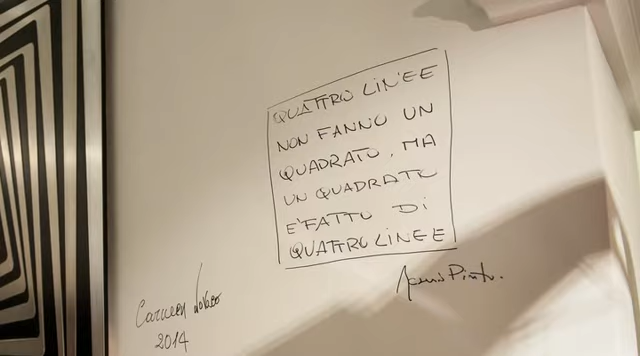 QUATTRO LINEE
NON FANNO UN
QUADRATO, MA
UN QUADRATO
E' FATTO DI
QUATTRO LINEE
Carmen
2014